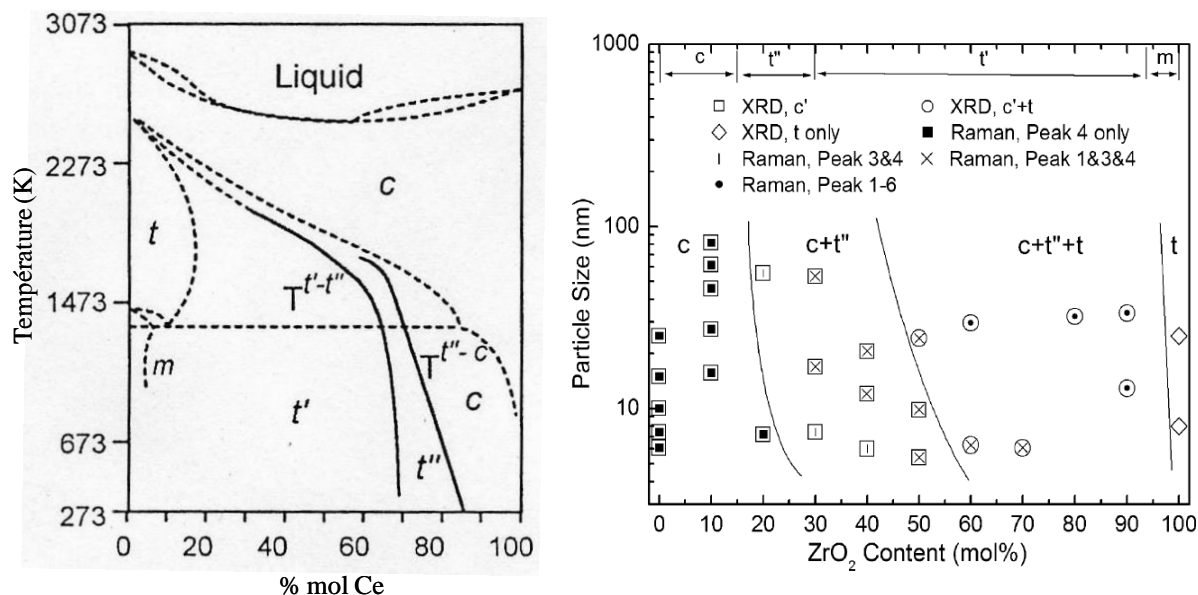 3073
2273
1473
673
273
Température (K)
Liquid
c
t
T^t'-t"
T^t"-c
m
c
t'
t"
0
20
40
60
80
100
% mol Ce
1000
100
10
Particle Size (nm)
c
t"
t'
m
XRD, c'
XRD, c'+t
XRD, t only
Raman, Peak 4 only
Raman, Peak 3&4
Raman, Peak 1&3&4
Raman, Peak 1-6
c
c+t"
c+t"+t
t
0
10
20
30
40
50
60
70
80
90
100
ZrO₂ Content (mol%)